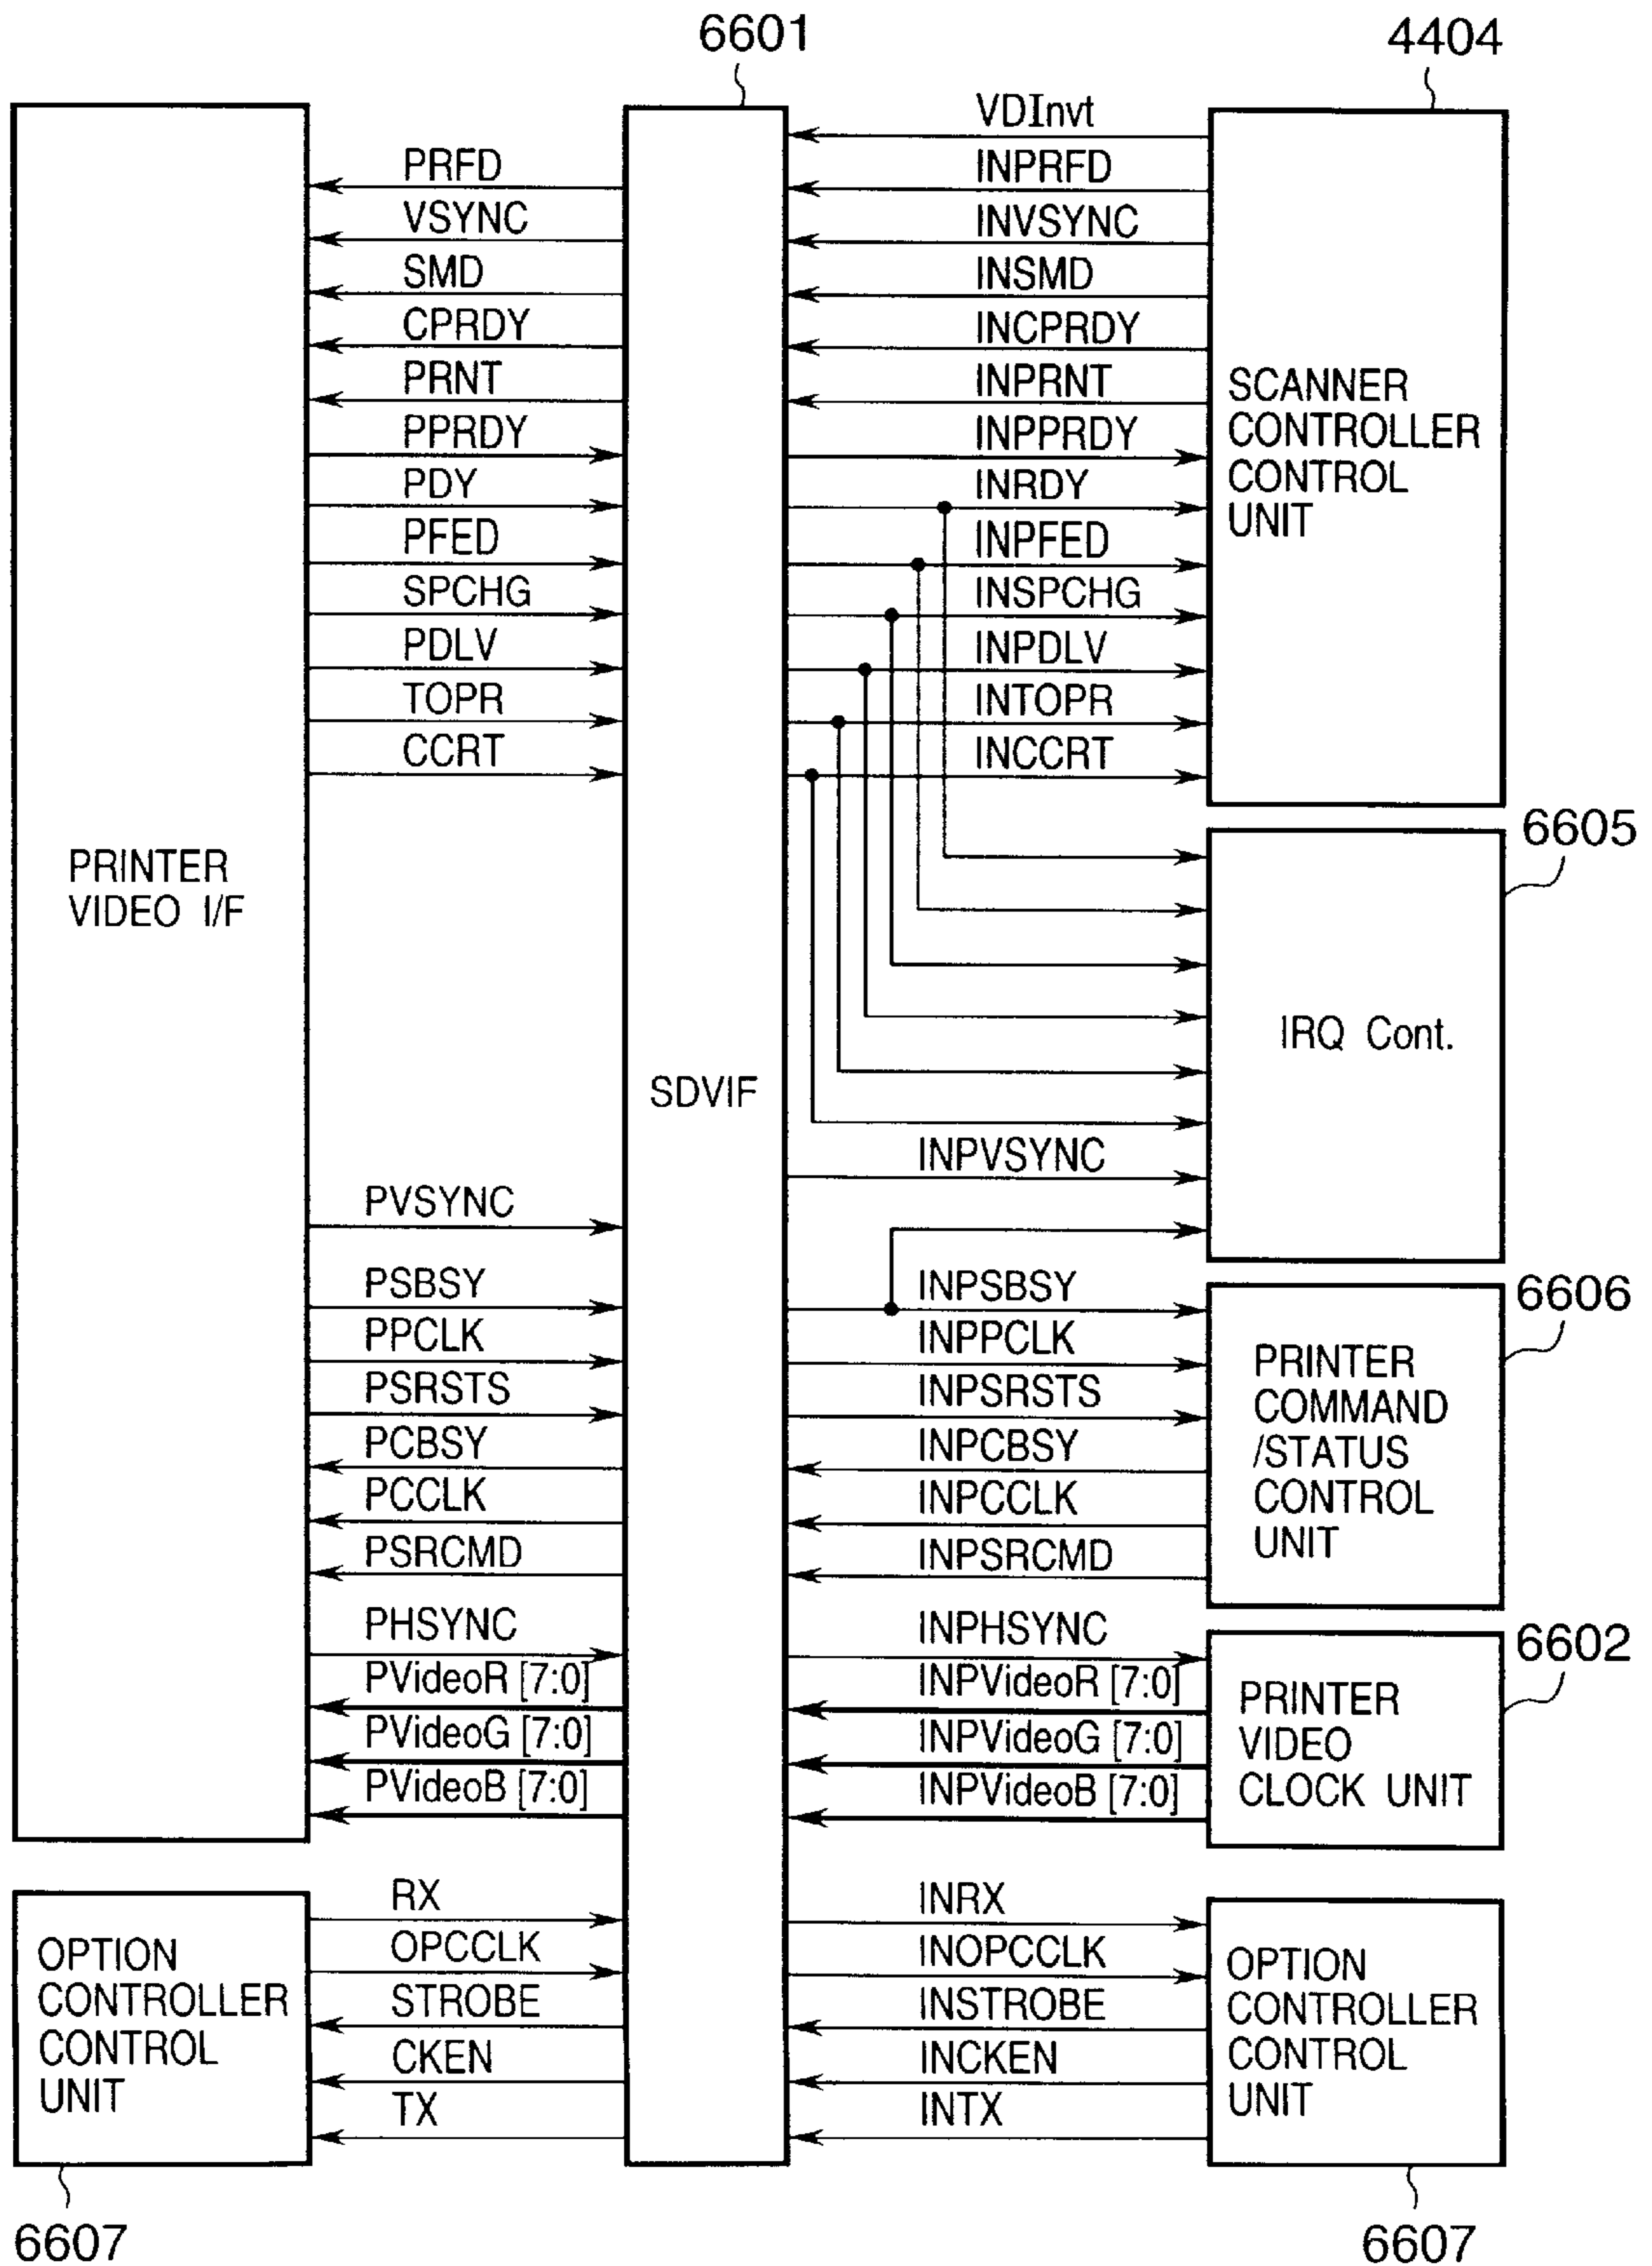 6601
4404
PRINTER
VIDEO I/F
PRFD
VSYNC
SMD
CPRDY
PRNT
PPRDY
PDY
PFED
SPCHG
PDLV
TOPR
CCRT
PVSYNC
PSBSY
PPCLK
PSRSTS
PCBSY
PCCLK
PSRCMD
PHSYNC
PVideoR [7:0]
PVideoG [7:0]
PVideoB [7:0]
SDVIF
VDInvt
INPRFD
INVSYNC
INSMD
INCPRDY
INPRNT
INPPRDY
INRDY
INPFED
INSPCHG
INPDLV
INTOPR
INCCRT
SCANNER
CONTROLLER
CONTROL
UNIT
6605
IRQ Cont.
INPVSYNC
INPSBSY
INPPCLK
INPSRSTS
INPCBSY
INPCCLK
INPSRCMD
6606
PRINTER
COMMAND
/STATUS
CONTROL
UNIT
INPHSYNC
INPVideoR [7:0]
INPVideoG [7:0]
INPVideoB [7:0]
6602
PRINTER
VIDEO
CLOCK UNIT
OPTION
CONTROLLER
CONTROL
UNIT
RX
OPCCLK
STROBE
CKEN
TX
INRX
INOPCCLK
INSTROBE
INCKEN
INTX
OPTION
CONTROLLER
CONTROL
UNIT
6607
6607